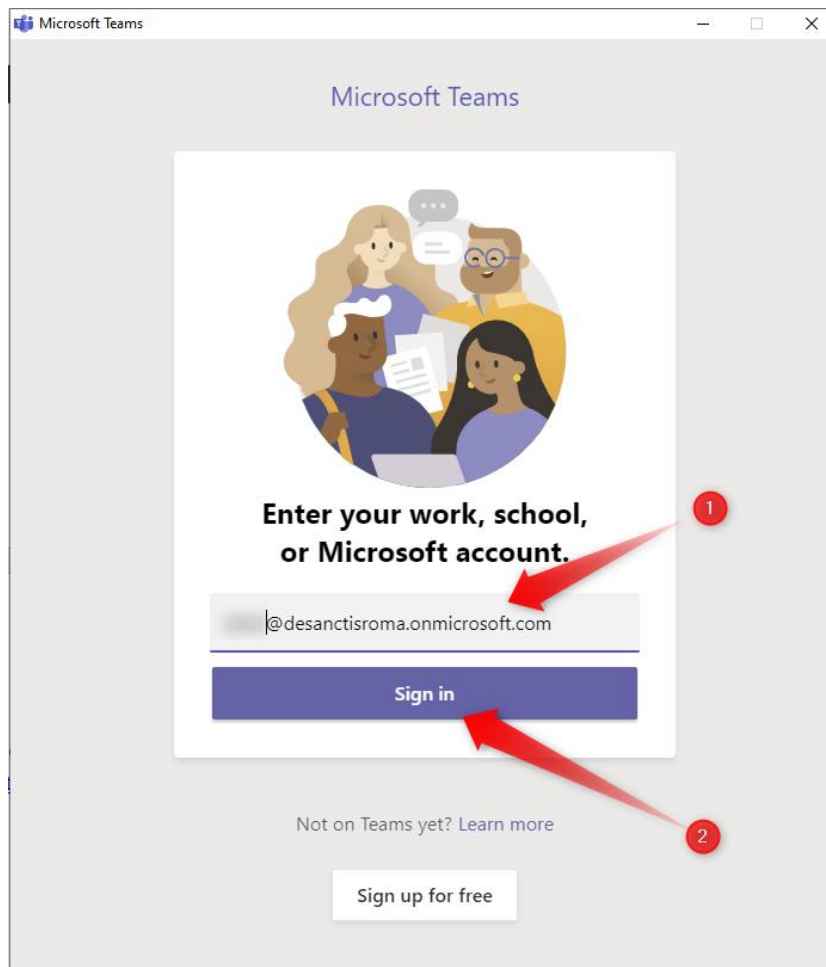 Microsoft Teams
Microsoft Teams
Enter your work, school,
or Microsoft account.
1
@desanctisroma.onmicrosoft.com
Sign in
Not on Teams yet? Learn more
2
Sign up for free